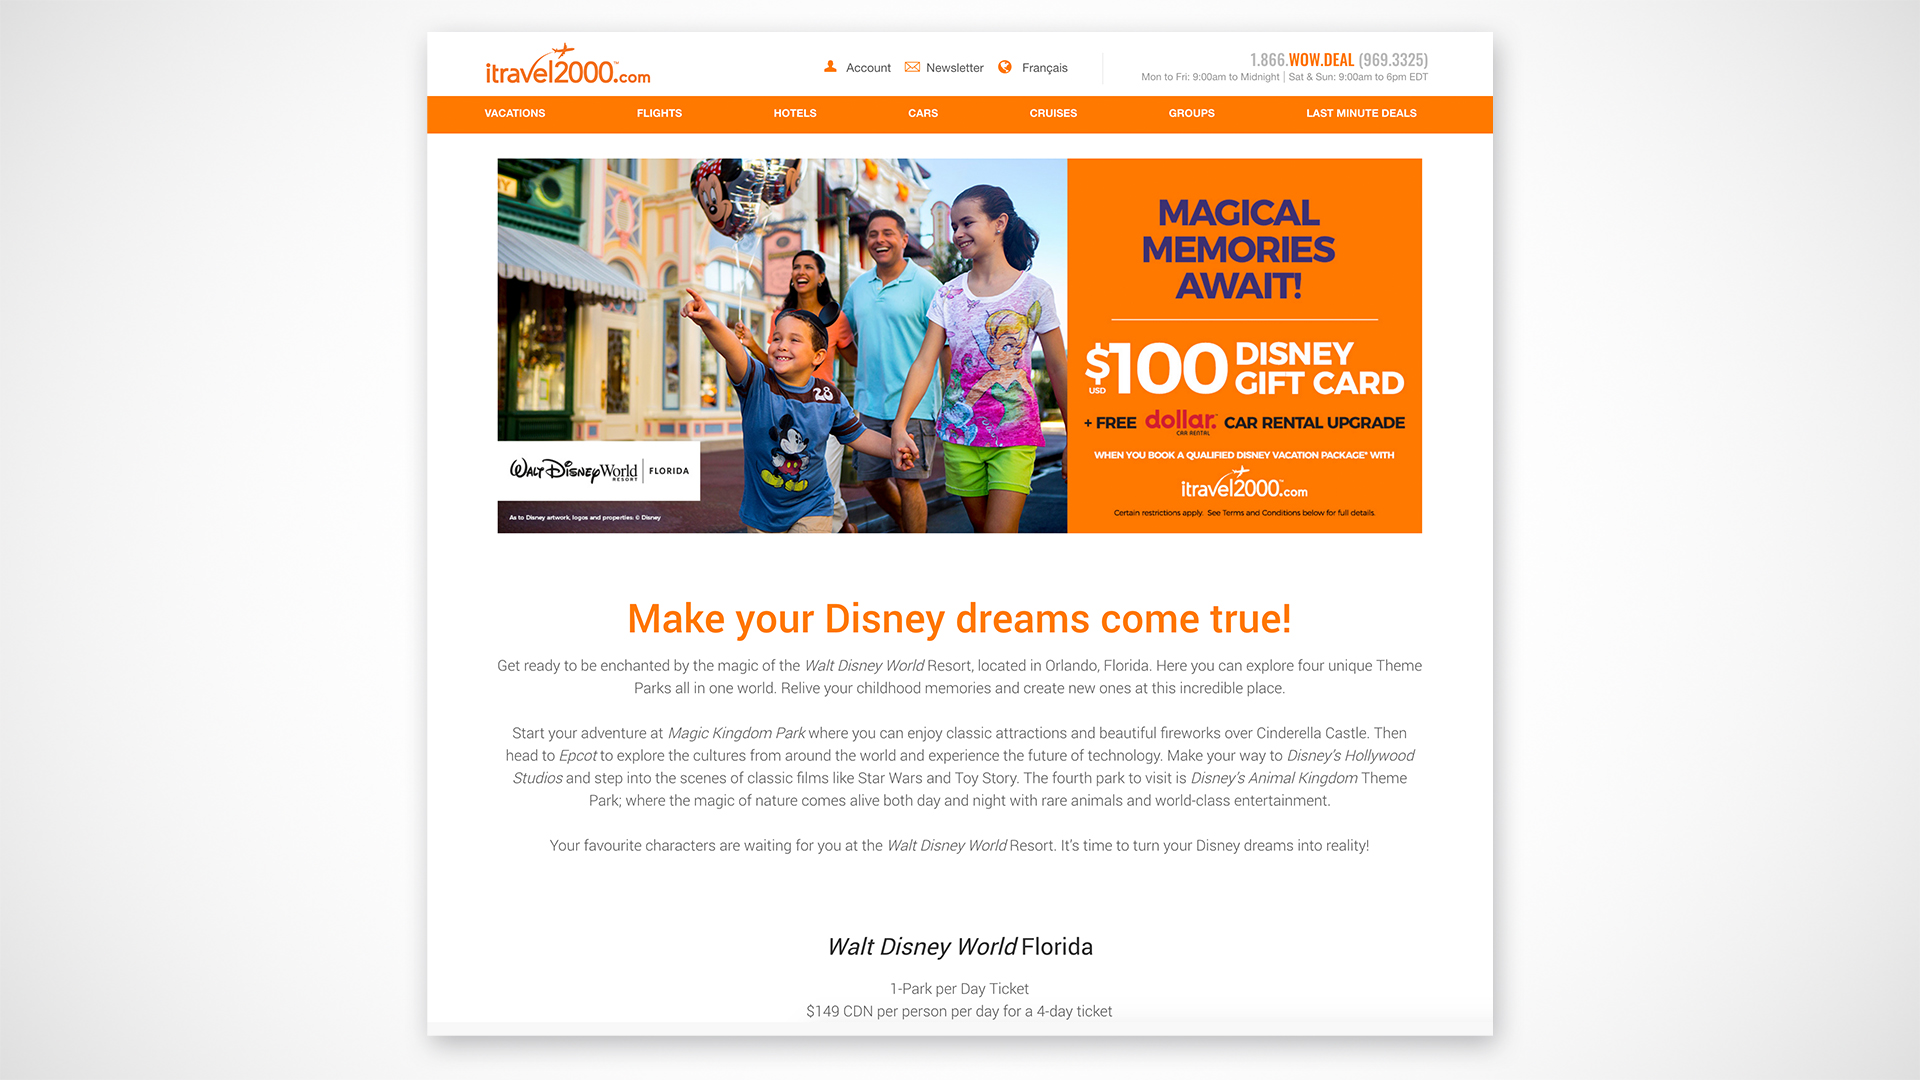 itravel2000.com™
Account
Newsletter
Français
1.866.WOW.DEAL (969.3325)
Mon to Fri: 9:00am to Midnight | Sat & Sun: 9:00am to 6pm EDT
VACATIONS
FLIGHTS
HOTELS
CARS
CRUISES
GROUPS
LAST MINUTE DEALS
28
Walt Disney World
RESORT
FLORIDA
As to Disney artwork, logos and properties: © Disney
MAGICAL
MEMORIES
AWAIT!
$100 USD DISNEY
GIFT CARD
+ FREE dollar. CAR RENTAL CAR RENTAL UPGRADE
WHEN YOU BOOK A QUALIFIED DISNEY VACATION PACKAGE* WITH
itravel2000.com™
Certain restrictions apply. See Terms and Conditions below for full details.
Make your Disney dreams come true!
Get ready to be enchanted by the magic of the Walt Disney World Resort, located in Orlando, Florida. Here you can explore four unique Theme
Parks all in one world. Relive your childhood memories and create new ones at this incredible place.
Start your adventure at Magic Kingdom Park where you can enjoy classic attractions and beautiful fireworks over Cinderella Castle. Then
head to Epcot to explore the cultures from around the world and experience the future of technology. Make your way to Disney’s Hollywood
Studios and step into the scenes of classic films like Star Wars and Toy Story. The fourth park to visit is Disney’s Animal Kingdom Theme
Park; where the magic of nature comes alive both day and night with rare animals and world-class entertainment.
Your favourite characters are waiting for you at the Walt Disney World Resort. It’s time to turn your Disney dreams into reality!
Walt Disney World Florida
1-Park per Day Ticket
$149 CDN per person per day for a 4-day ticket